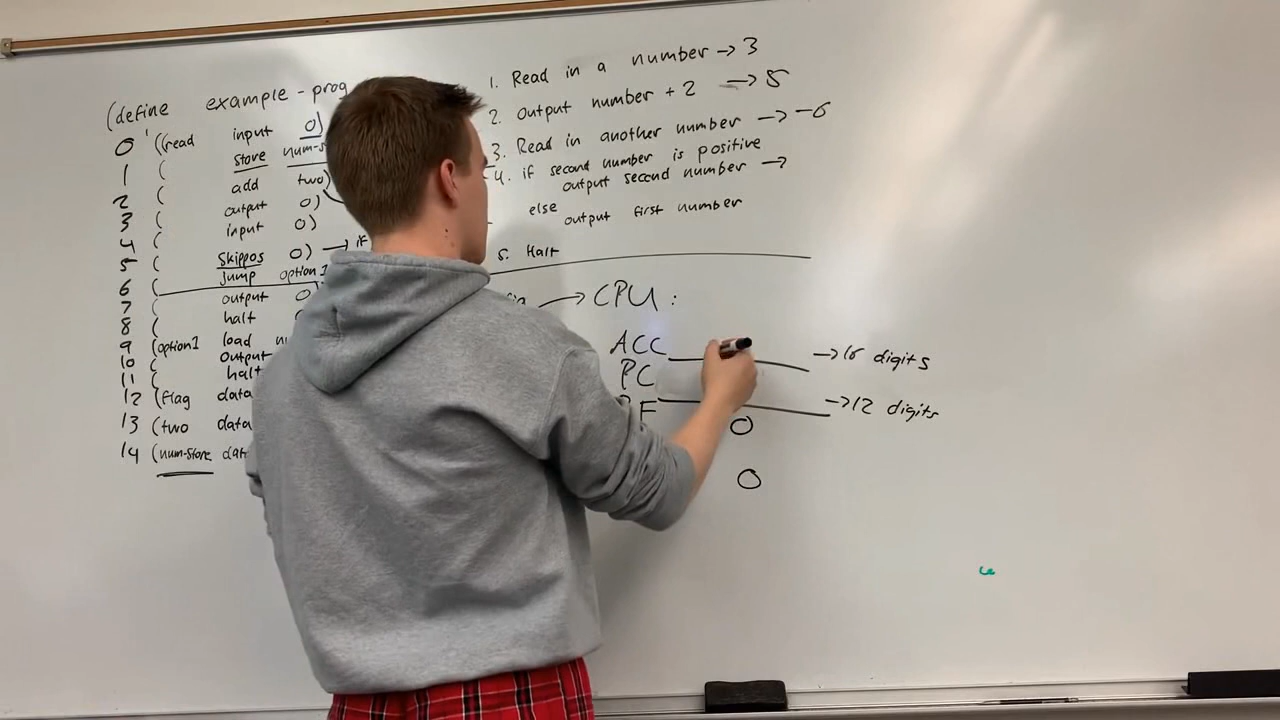 (define example-prog
0 '((read input 0)
1 ( store num-s
2 ( add two)
3 ( output 0)
4 ( input 0)
5 ( skippos 0) → if
6 ( jump option1
7 ( output 0)
8 ( halt
9 (option1 load
10 ( output
11 ( halt
12 (flag data
13 (two data
14 (num-store dat
1. Read in a number → 3
2. Output number + 2 → 5
3. Read in another number → -6
4. if second number is positive
output second number →
else
output first number
5. Halt
→ CPU:
ACC → 16 digits
PC → 12 digits
RF 0
0